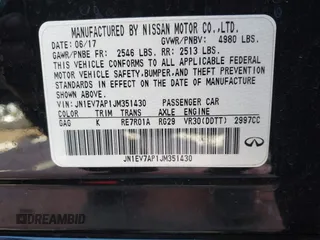 MANUFACTURED BY NISSAN MOTOR CO.,LTD.
DATE: 06/17 GVWR/PNBV: 4980 LBS.
GAWR/PNBE FR: 2546 LBS. RR: 2513 LBS.
THIS VEHICLE CONFORMS TO ALL APPLICABLE FEDERAL
MOTOR VEHICLE SAFETY,BUMPER,AND THEFT PREVENTION
STANDARDS IN EFFECT ON THE DATE OF MANUFACTURE
SHOWN ABOVE.
VIN: JN1EV7AP1JM351430 PASSENGER CAR
COLOR TRIM TRANS AXLE ENGINE
GAG K RE7R01A RG29 VR30(DDTT) 2997CC
JN1EV7AP1JM351430
DREAMBID